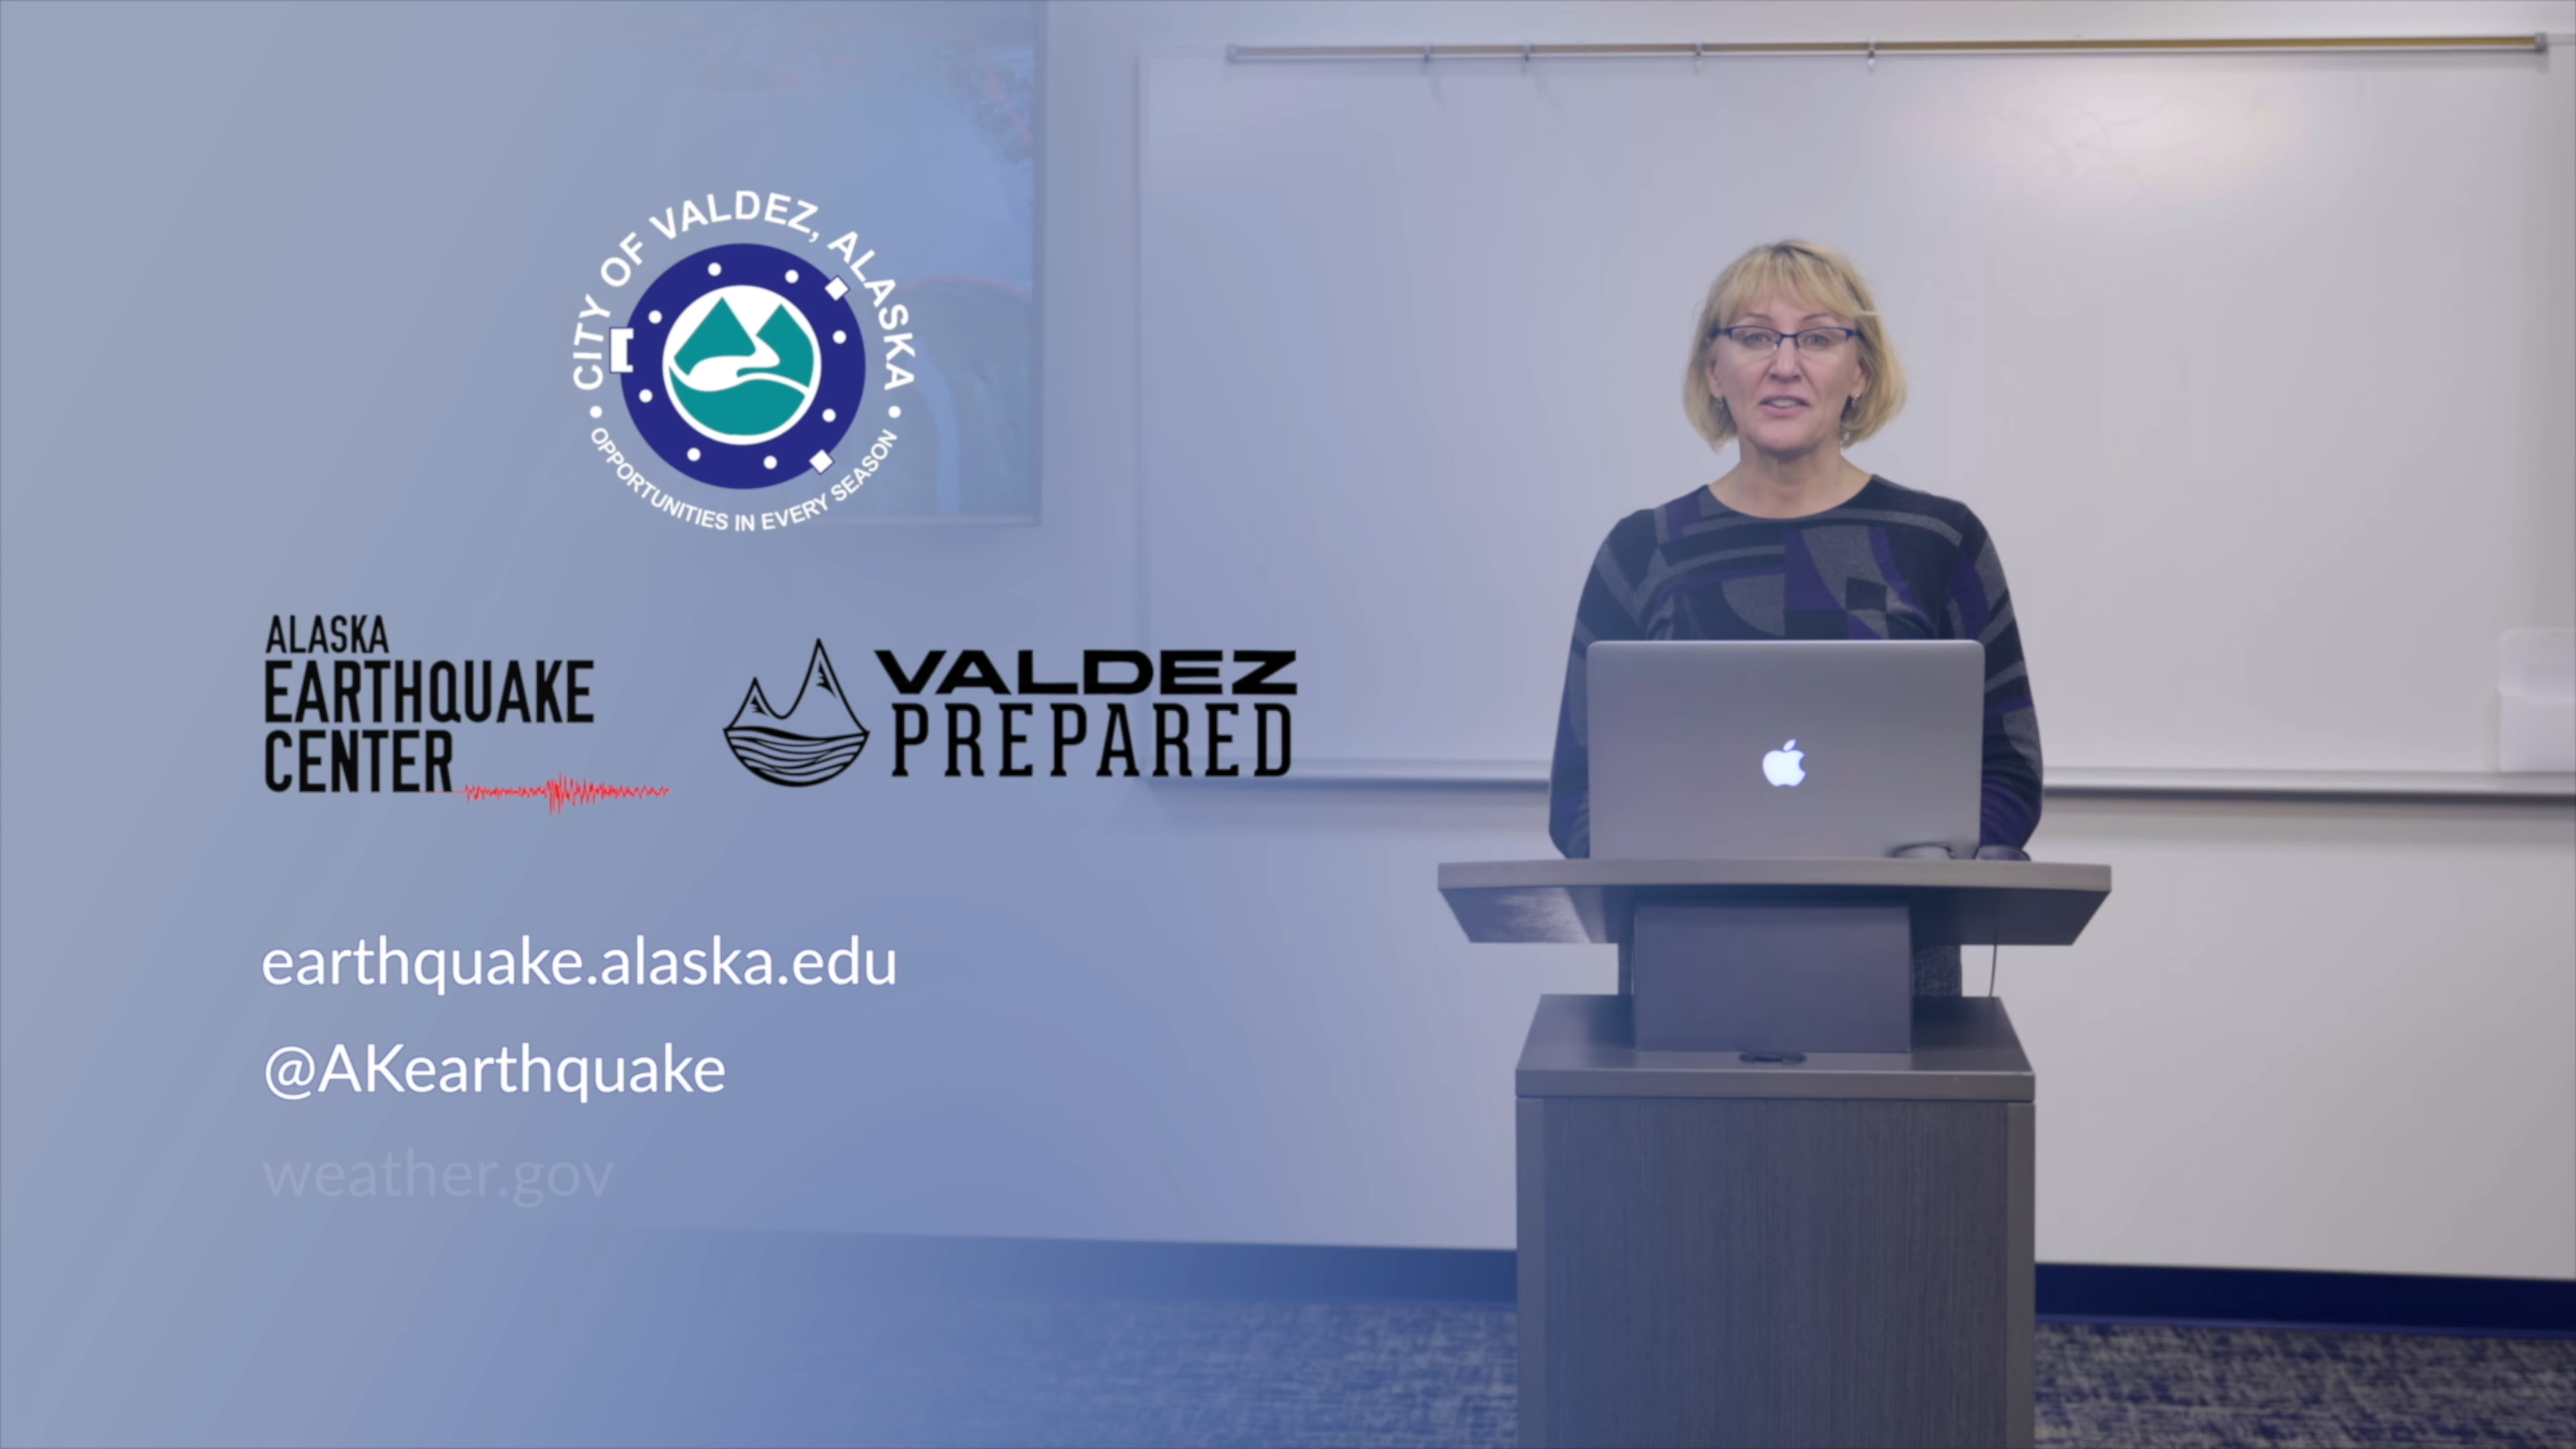 CITY OF VALDEZ, ALASKA
OPPORTUNITIES IN EVERY SEASON
ALASKA
EARTHQUAKE
CENTER
VALDEZ
PREPARED
earthquake.alaska.edu
@AKearthquake
weather.gov